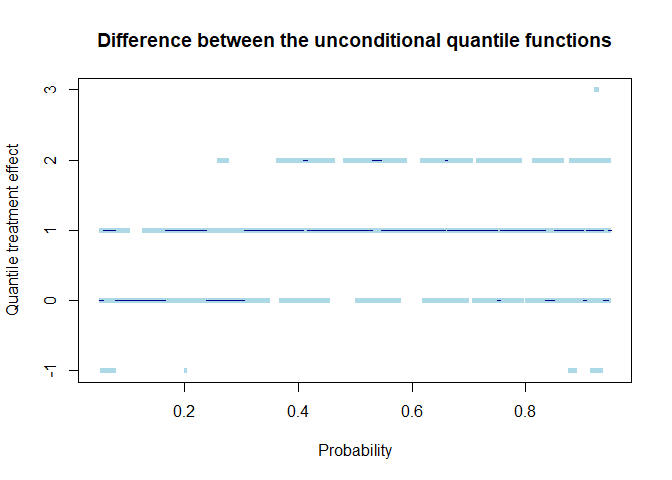 Difference between the unconditional quantile functions
3
2
1
0
-1
Quantile treatment effect
0.2 0.4 0.6 0.8
Probability